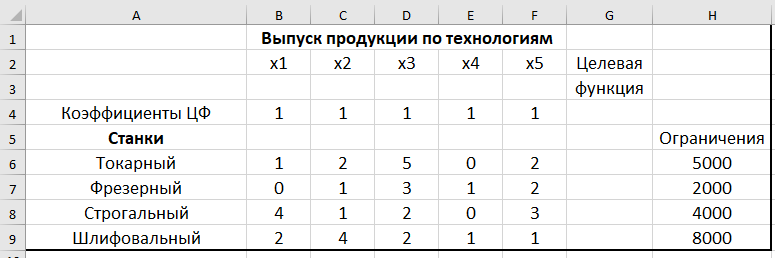 A B C D E F G H
1 Выпуск продукции по технологиям
2 x1 x2 x3 x4 x5 Целевая
3 функция
4 Коэффициенты ЦФ 1 1 1 1 1
5 Станки Ограничения
6 Токарный 1 2 5 0 2 5000
7 Фрезерный 0 1 3 1 2 2000
8 Строгальный 4 1 2 0 3 4000
9 Шлифовальный 2 4 2 1 1 8000